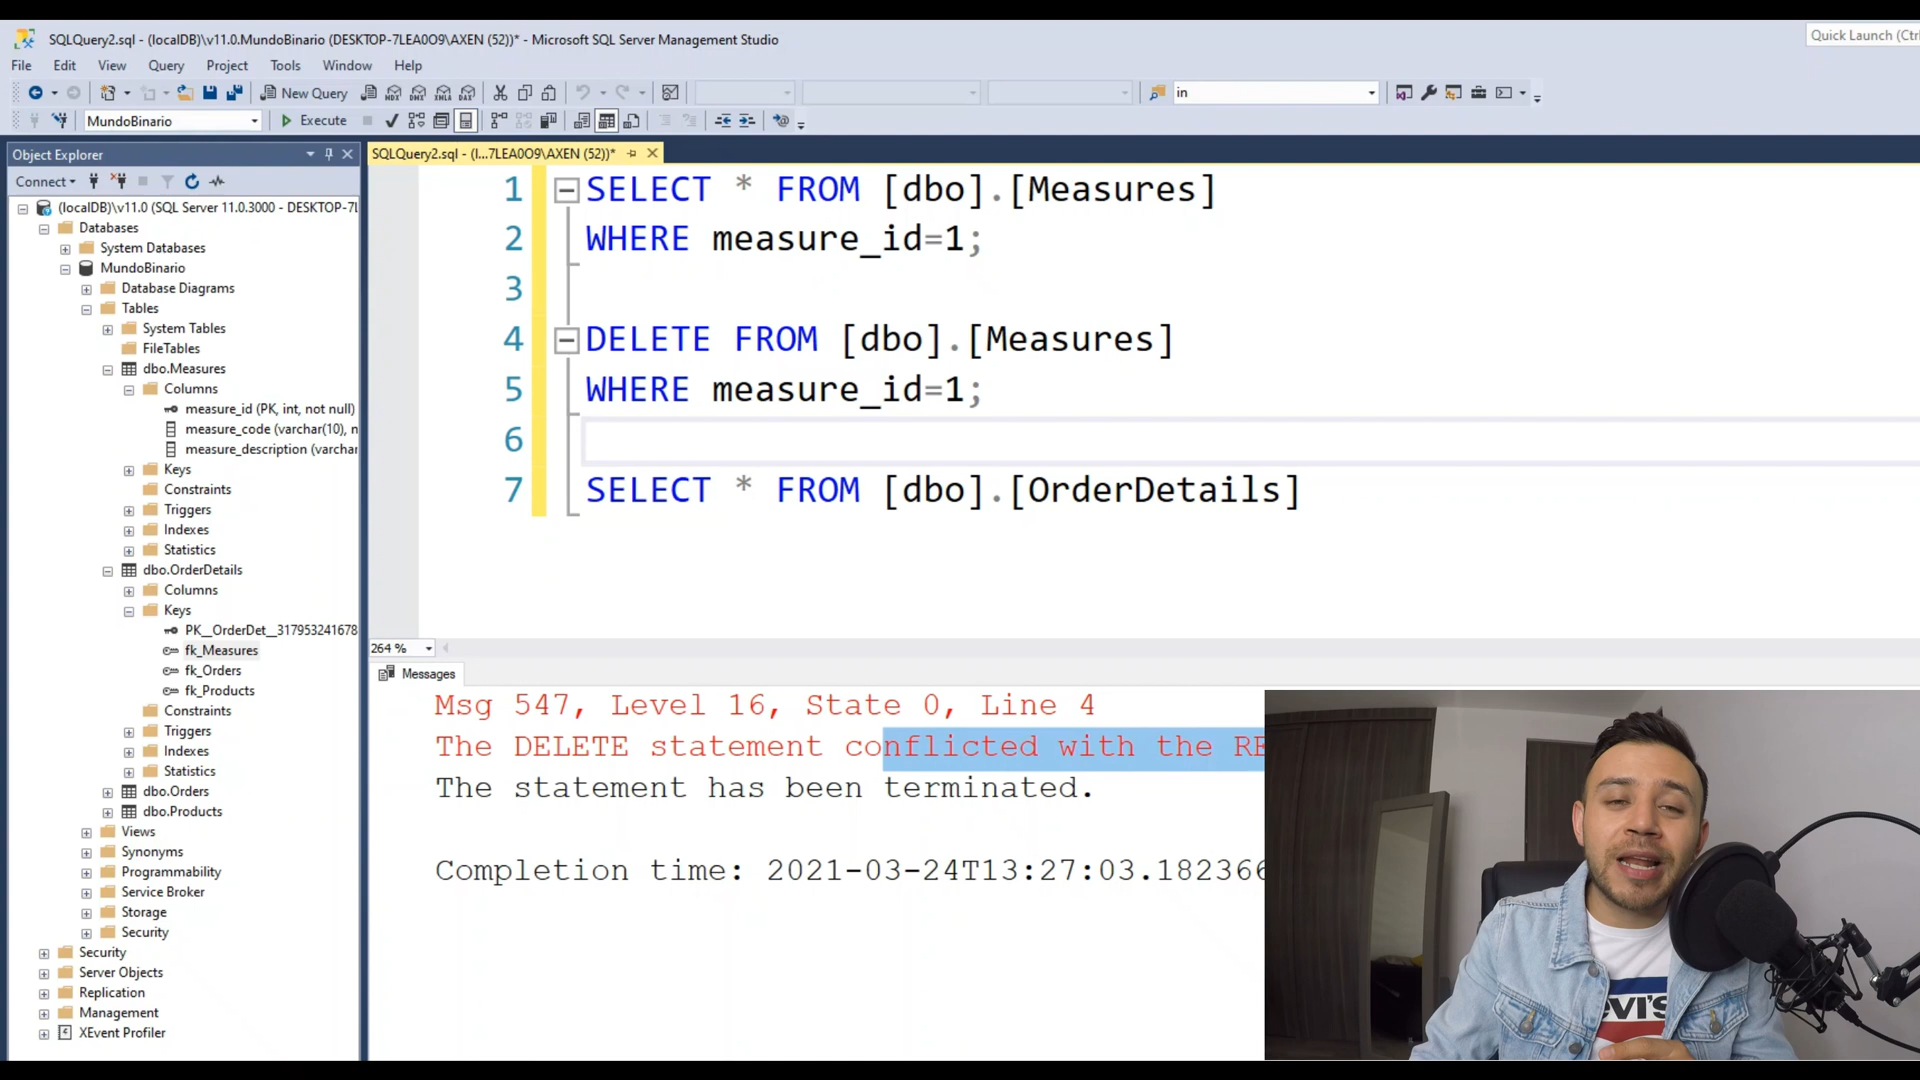 SQLQuery2.sql - (localDB)\v11.0.MundoBinario (DESKTOP-7LEA0O9\AXEN (52))* - Microsoft SQL Server Management Studio
Quick Launch (Ctrl
File Edit View Query Project Tools Window Help
New Query
MDX DMX XMLA DAX
in
MundoBinario
Execute
Object Explorer
Connect
(localDB)\v11.0 (SQL Server 11.0.3000 - DESKTOP-7L
Databases
System Databases
MundoBinario
Database Diagrams
Tables
System Tables
FileTables
dbo.Measures
Columns
measure_id (PK, int, not null)
measure_code (varchar(10), n
measure_description (varchar
Keys
Constraints
Triggers
Indexes
Statistics
dbo.OrderDetails
Columns
Keys
PK__OrderDet__317953241678
fk_Measures
fk_Orders
fk_Products
Constraints
Triggers
Indexes
Statistics
dbo.Orders
dbo.Products
Views
Synonyms
Programmability
Service Broker
Storage
Security
Security
Server Objects
Replication
Management
XEvent Profiler
SQLQuery2.sql - (l...7LEA0O9\AXEN (52))*
1 SELECT * FROM [dbo].[Measures]
2 WHERE measure_id=1;
3
4 DELETE FROM [dbo].[Measures]
5 WHERE measure_id=1;
6
7 SELECT * FROM [dbo].[OrderDetails]
264 %
Messages
Msg 547, Level 16, State 0, Line 4
The DELETE statement conflicted with the RE
The statement has been terminated.
Completion time: 2021-03-24T13:27:03.182366
evi's